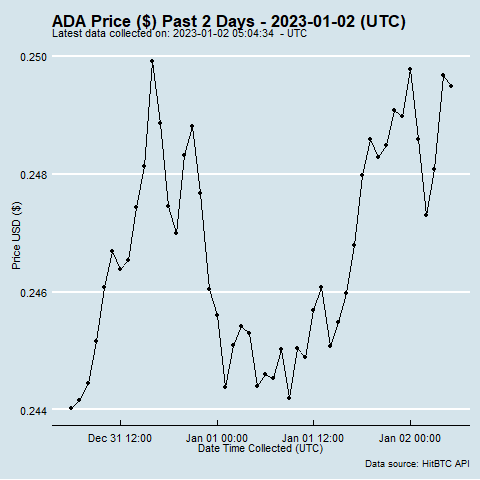 ADA Price ($) Past 2 Days - 2023-01-02 (UTC)
Latest data collected on: 2023-01-02 05:04:34  - UTC
0.250
0.248
0.246
0.244
Price USD ($)
Dec 31 12:00
Jan 01 00:00
Jan 01 12:00
Jan 02 00:00
Date Time Collected (UTC)
Data source: HitBTC API